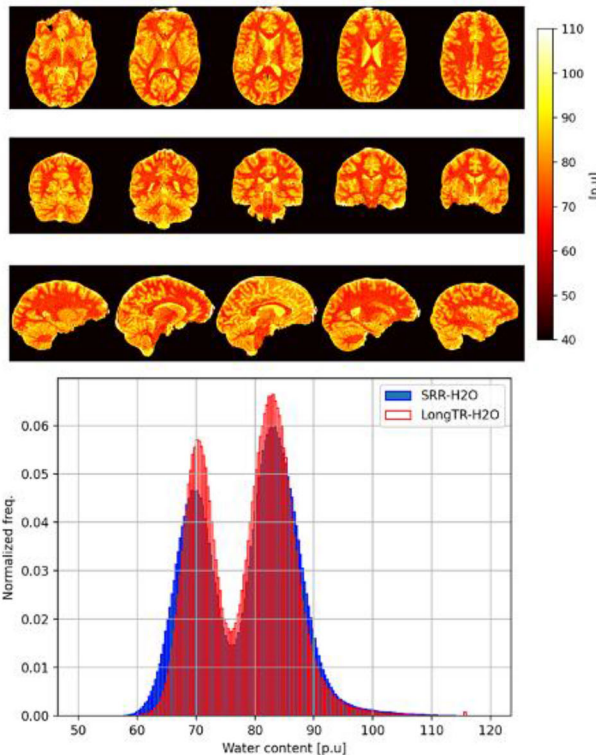 110
100
90
80
70
60
50
40
[p.u]
SRR-H2O
LongTR-H2O
Normalized freq.
0.06
0.05
0.04
0.03
0.02
0.01
0.00
50 60 70 80 90 100 110 120
Water content [p.u]